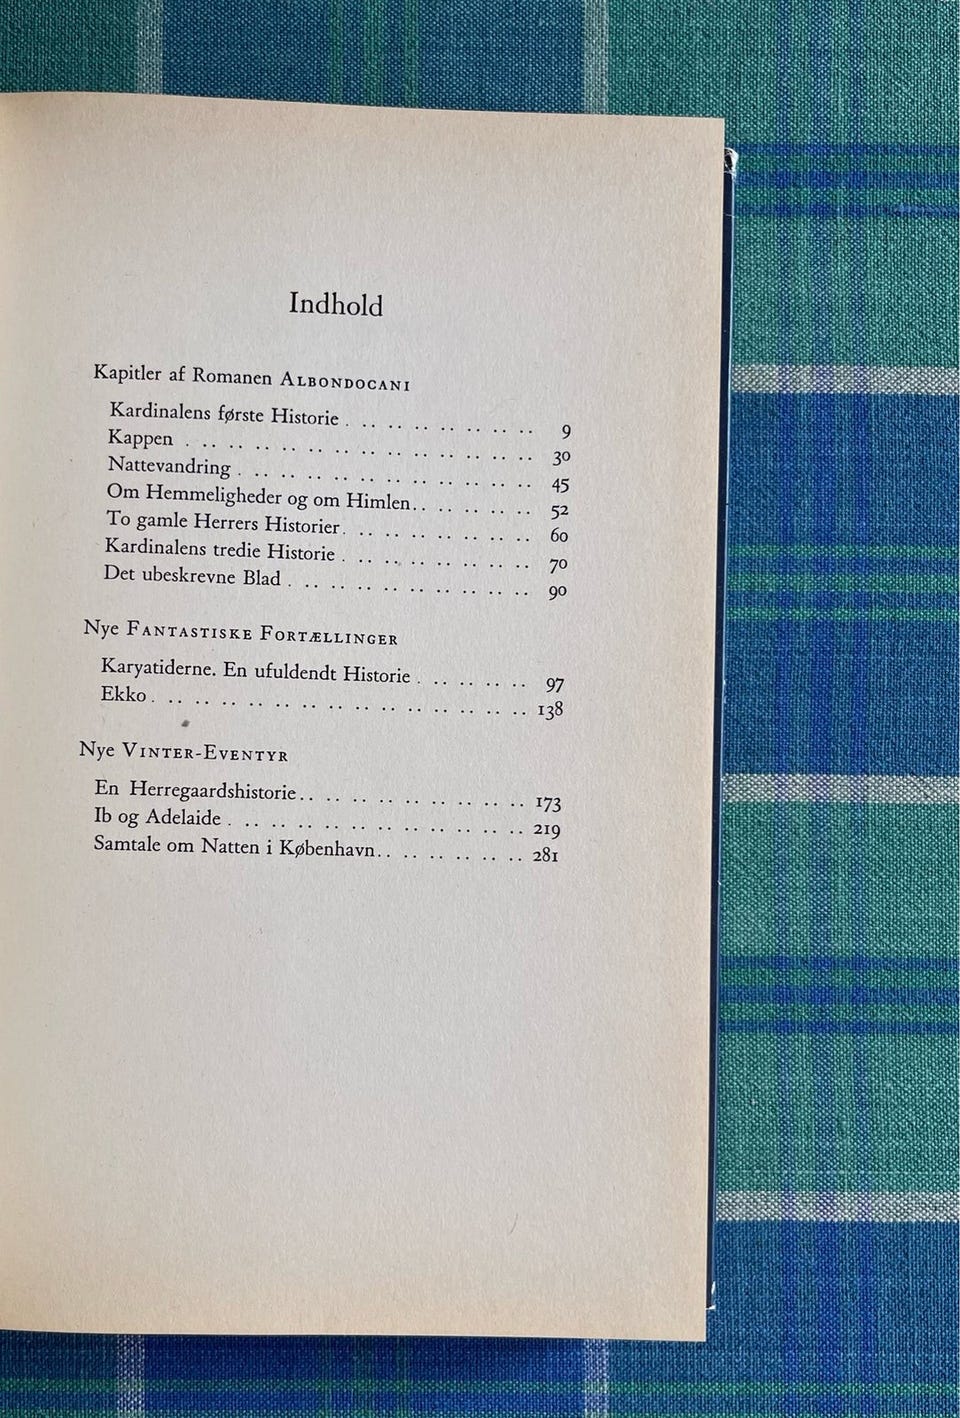 Indhold
Kapitler af Romanen ALBONDOCANI
Kardinalens første Historie . .. .. .. .. .. .. .. 9
Kappen . .. .. .. .. .. .. .. .. .. .. .. .. .. 30
Nattevandring . .. .. .. .. .. .. .. .. .. .. .. 45
Om Hemmeligheder og om Himlen.. .. .. .. .. 52
To gamle Herrers Historier. .. .. .. .. .. .. .. 60
Kardinalens tredie Historie . .. .. .. .. .. .. .. 70
Det ubeskrevne Blad . .. .. .. .. .. .. .. .. .. 90
Nye FANTASTISKE FORTÆLLINGER
Karyatiderne. En ufuldendt Historie . .. .. .. .. 97
Ekko . .. .. .. .. .. .. .. .. .. .. .. .. .. .. 138
Nye VINTER-EVENTYR
En Herregaardshistorie.. .. .. .. .. .. .. .. .. 173
Ib og Adelaide . .. .. .. .. .. .. .. .. .. .. .. 219
Samtale om Natten i København.. .. .. .. .. .. 281